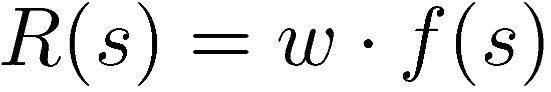 R(s) = w · f(s)